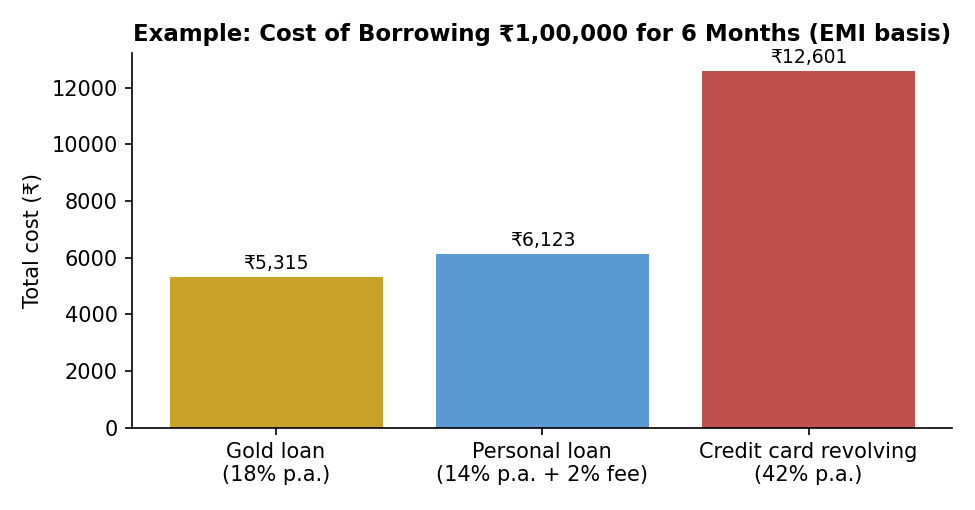 Example: Cost of Borrowing ₹1,00,000 for 6 Months (EMI basis)
Total cost (₹)
12000
10000
8000
6000
4000
2000
0
₹5,315
₹6,123
₹12,601
Gold loan
(18% p.a.)
Personal loan
(14% p.a. + 2% fee)
Credit card revolving
(42% p.a.)